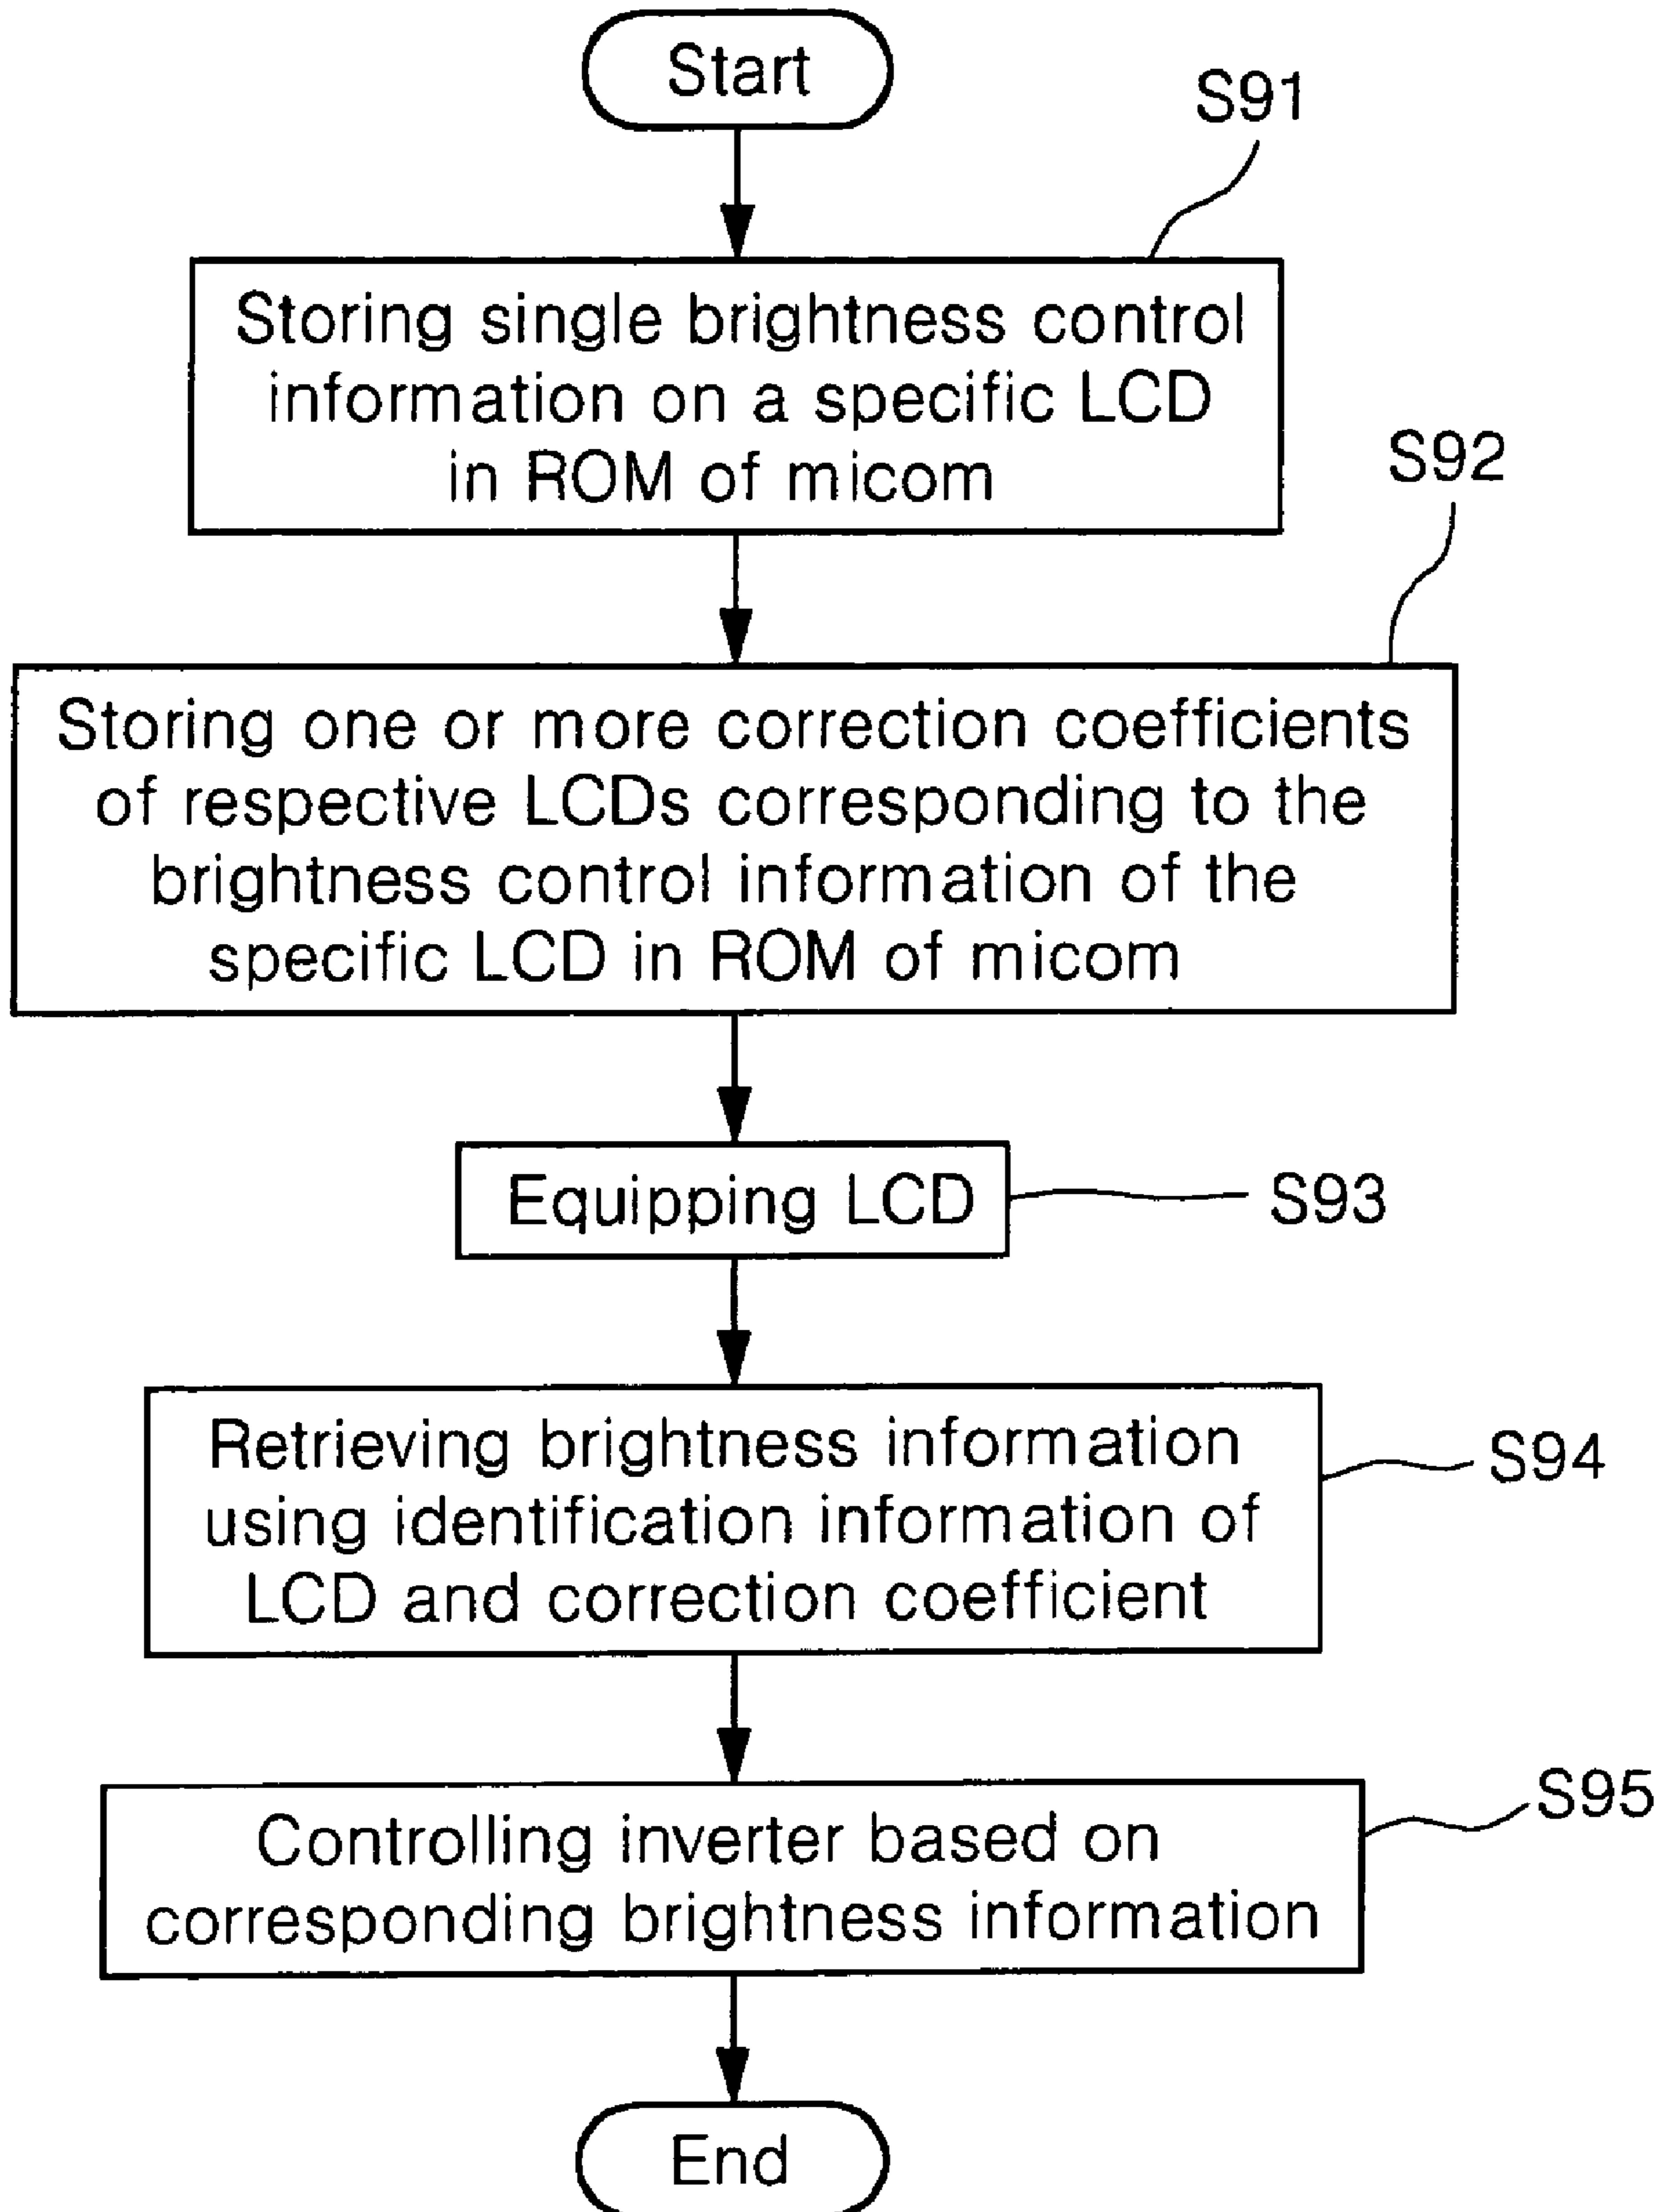 Start
S91
Storing single brightness control
information on a specific LCD
in ROM of micom
S92
Storing one or more correction coefficients
of respective LCDs corresponding to the
brightness control information of the
specific LCD in ROM of micom
Equipping LCD
S93
Retrieving brightness information
using identification information of
LCD and correction coefficient
S94
Controlling inverter based on
corresponding brightness information
S95
End